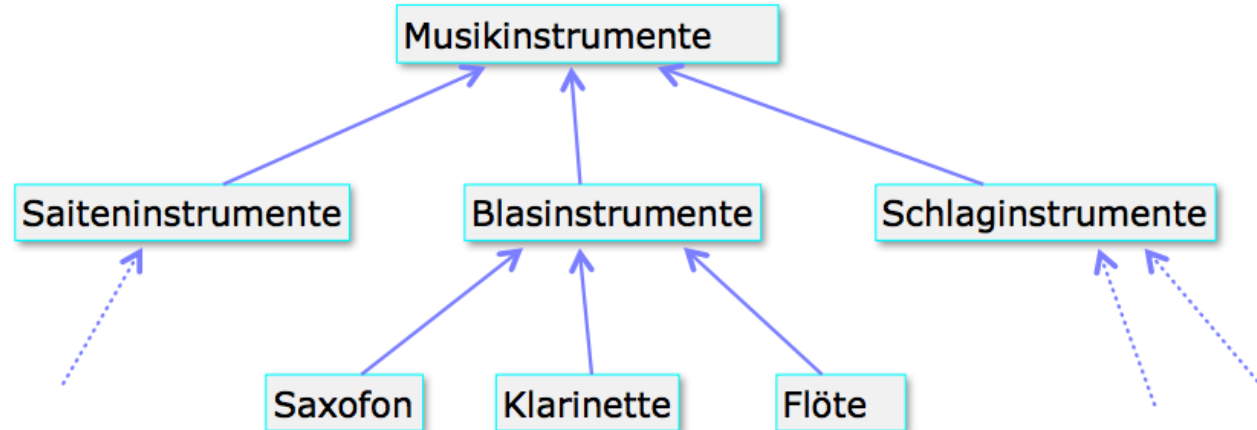 Musikinstrumente
Saiteninstrumente
Blasinstrumente
Schlaginstrumente
Saxofon
Klarinette
Flöte